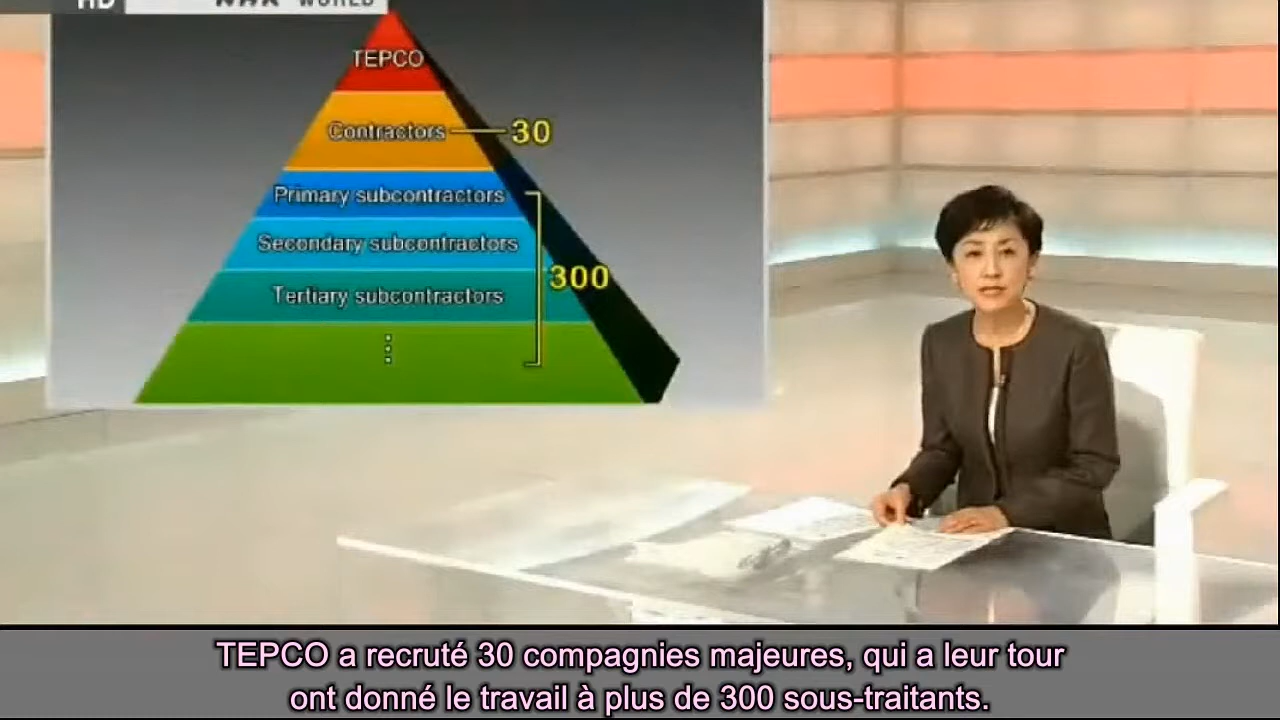 HD NHK WORLD
TEPCO
Contractors 30
Primary subcontractors
Secondary subcontractors
300
Tertiary subcontractors
TEPCO a recruté 30 compagnies majeures, qui a leur tour
ont donné le travail à plus de 300 sous-traitants.